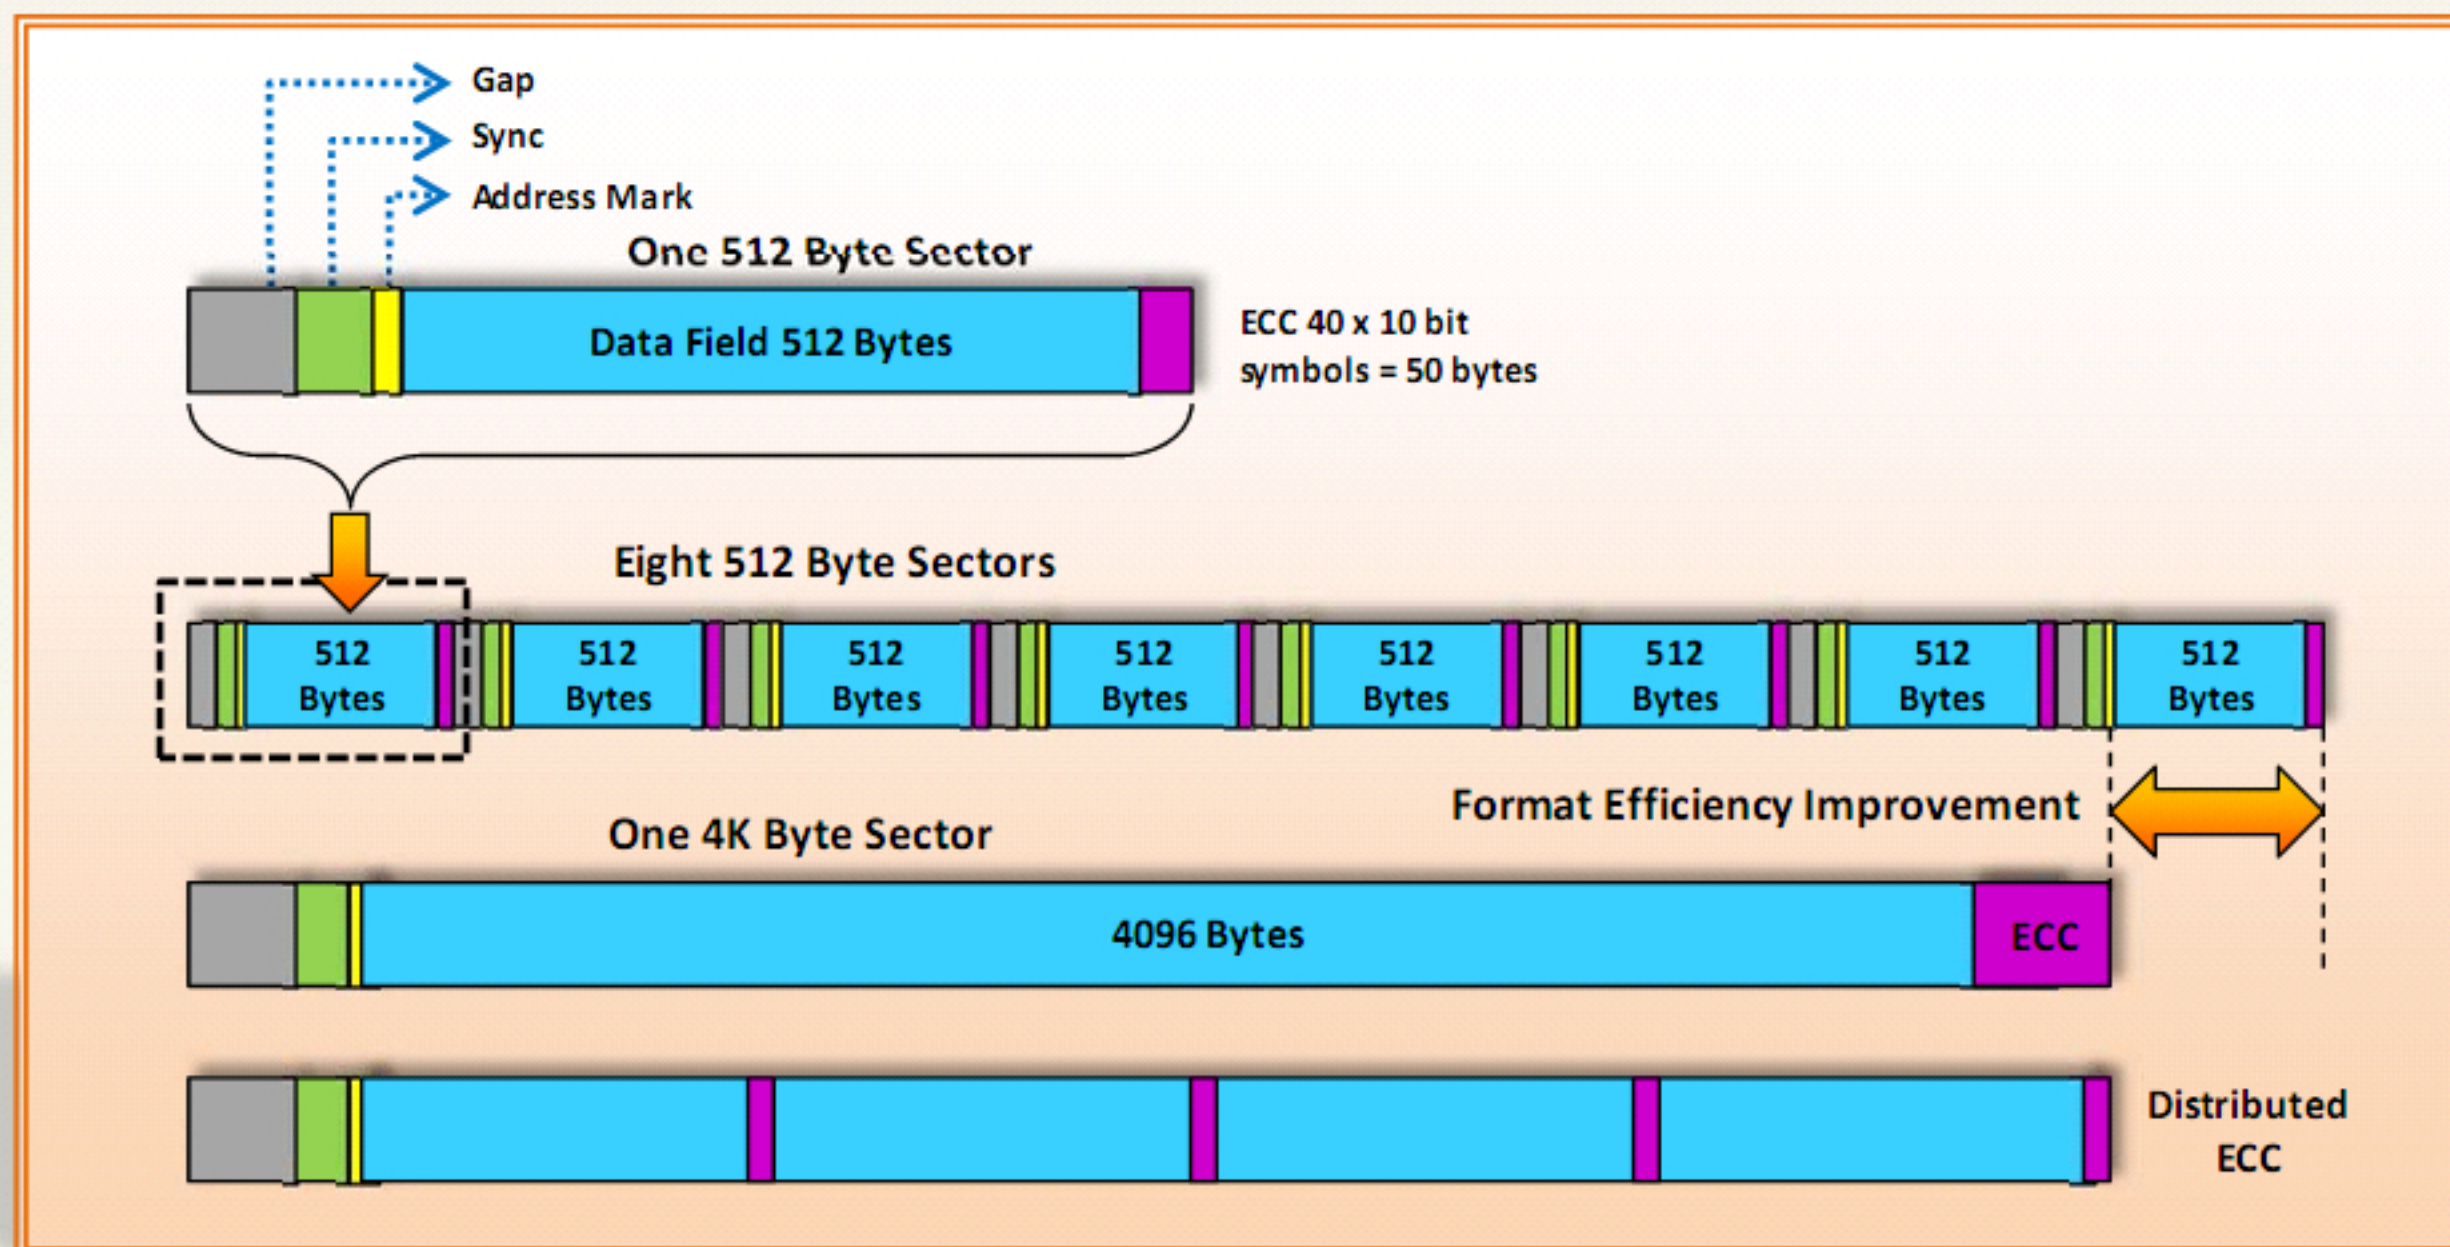 Gap
Sync
Address Mark
One 512 Byte Sector
Data Field 512 Bytes
ECC 40 x 10 bit
symbols = 50 bytes
Eight 512 Byte Sectors
512 512 512 512 512 512 512 512
Bytes Bytes Bytes Bytes Bytes Bytes Bytes Bytes
Format Efficiency Improvement
One 4K Byte Sector
4096 Bytes
ECC
Distributed
ECC